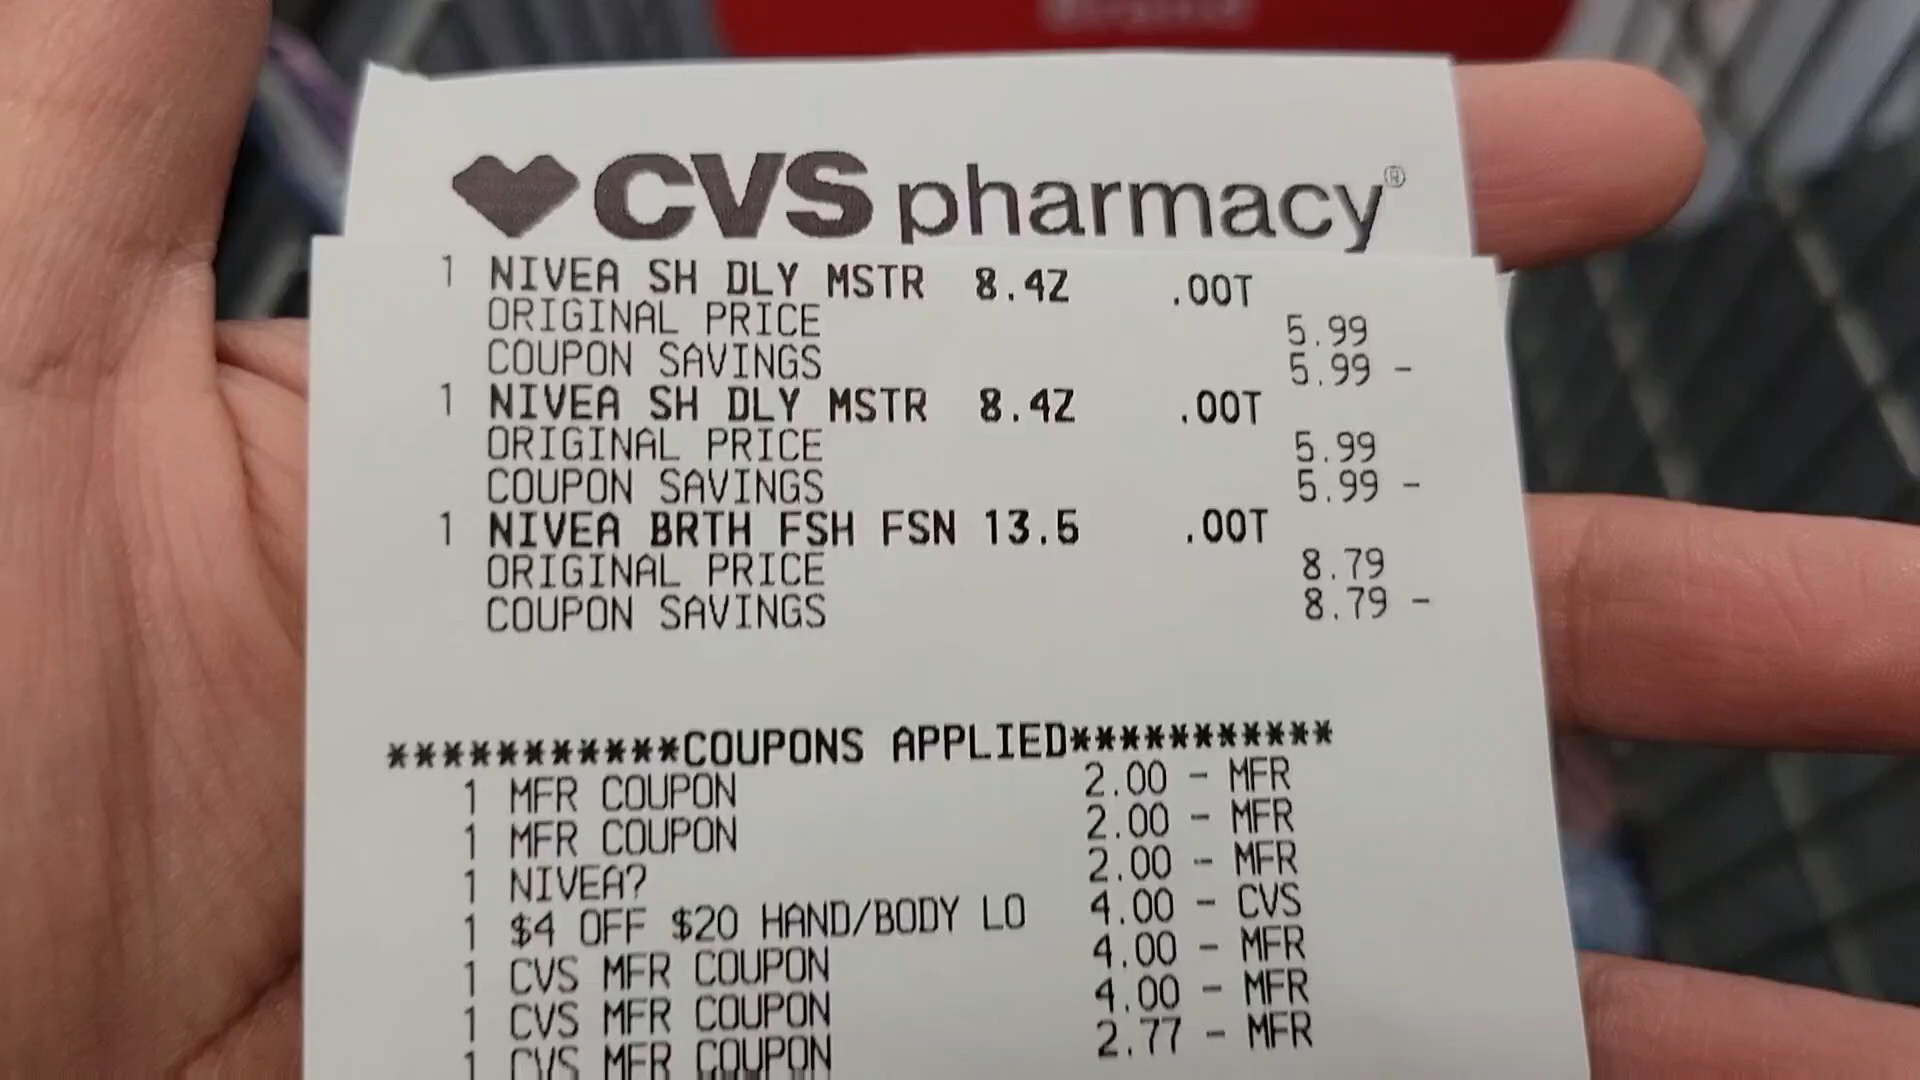 CVS pharmacy®
1 NIVEA SH DLY MSTR 8.4Z .00T
ORIGINAL PRICE 5.99
COUPON SAVINGS 5.99 -
1 NIVEA SH DLY MSTR 8.4Z .00T
ORIGINAL PRICE 5.99
COUPON SAVINGS 5.99 -
1 NIVEA BRTH FSH FSN 13.5 .00T
ORIGINAL PRICE 8.79
COUPON SAVINGS 8.79 -
***********COUPONS APPLIED***********
1 MFR COUPON 2.00 - MFR
1 MFR COUPON 2.00 - MFR
1 NIVEA? 2.00 - MFR
1 $4 OFF $20 HAND/BODY LO 4.00 - CVS
1 CVS MFR COUPON 4.00 - MFR
1 CVS MFR COUPON 4.00 - MFR
1 CVS MFR COUPON 2.77 - MFR